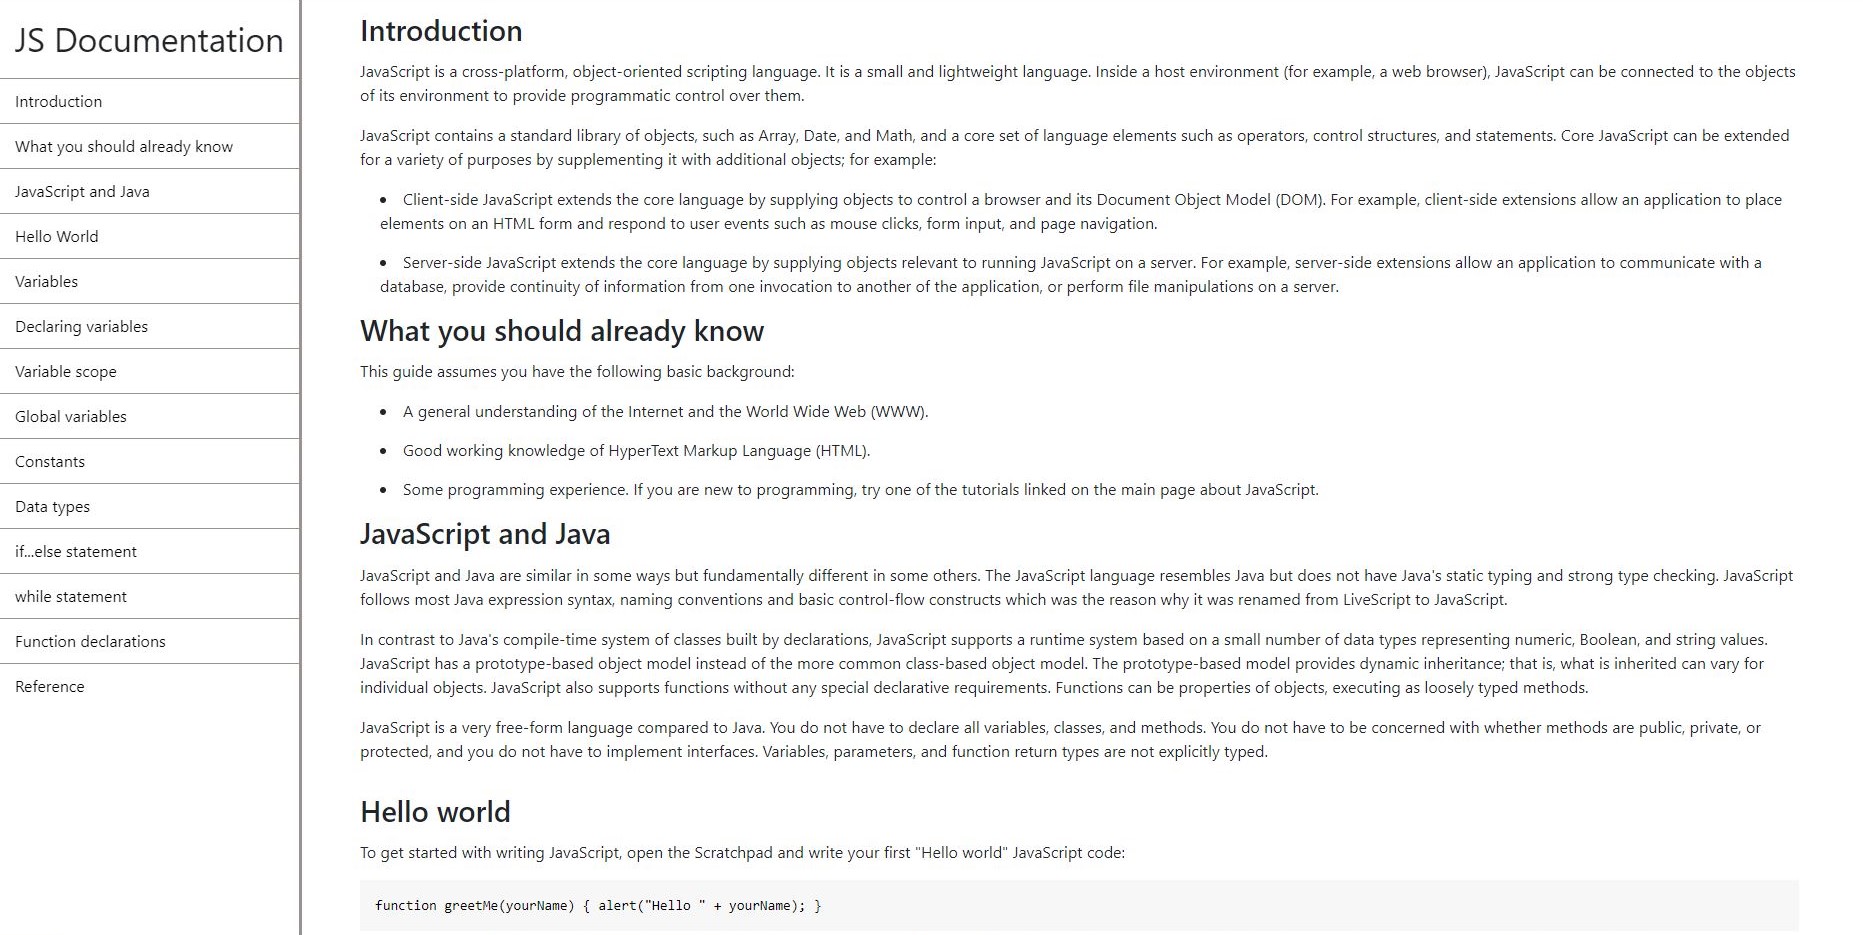 JS Documentation
Introduction
What you should already know
JavaScript and Java
Hello World
Variables
Declaring variables
Variable scope
Global variables
Constants
Data types
if...else statement
while statement
Function declarations
Reference
Introduction
JavaScript is a cross-platform, object-oriented scripting language. It is a small and lightweight language. Inside a host environment (for example, a web browser), JavaScript can be connected to the objects
of its environment to provide programmatic control over them.
JavaScript contains a standard library of objects, such as Array, Date, and Math, and a core set of language elements such as operators, control structures, and statements. Core JavaScript can be extended
for a variety of purposes by supplementing it with additional objects; for example:
• Client-side JavaScript extends the core language by supplying objects to control a browser and its Document Object Model (DOM). For example, client-side extensions allow an application to place
elements on an HTML form and respond to user events such as mouse clicks, form input, and page navigation.
• Server-side JavaScript extends the core language by supplying objects relevant to running JavaScript on a server. For example, server-side extensions allow an application to communicate with a
database, provide continuity of information from one invocation to another of the application, or perform file manipulations on a server.
What you should already know
This guide assumes you have the following basic background:
• A general understanding of the Internet and the World Wide Web (WWW).
• Good working knowledge of HyperText Markup Language (HTML).
• Some programming experience. If you are new to programming, try one of the tutorials linked on the main page about JavaScript.
JavaScript and Java
JavaScript and Java are similar in some ways but fundamentally different in some others. The JavaScript language resembles Java but does not have Java's static typing and strong type checking. JavaScript
follows most Java expression syntax, naming conventions and basic control-flow constructs which was the reason why it was renamed from LiveScript to JavaScript.
In contrast to Java's compile-time system of classes built by declarations, JavaScript supports a runtime system based on a small number of data types representing numeric, Boolean, and string values.
JavaScript has a prototype-based object model instead of the more common class-based object model. The prototype-based model provides dynamic inheritance; that is, what is inherited can vary for
individual objects. JavaScript also supports functions without any special declarative requirements. Functions can be properties of objects, executing as loosely typed methods.
JavaScript is a very free-form language compared to Java. You do not have to declare all variables, classes, and methods. You do not have to be concerned with whether methods are public, private, or
protected, and you do not have to implement interfaces. Variables, parameters, and function return types are not explicitly typed.
Hello world
To get started with writing JavaScript, open the Scratchpad and write your first "Hello world" JavaScript code:
function greetMe(yourName) { alert("Hello " + yourName); }